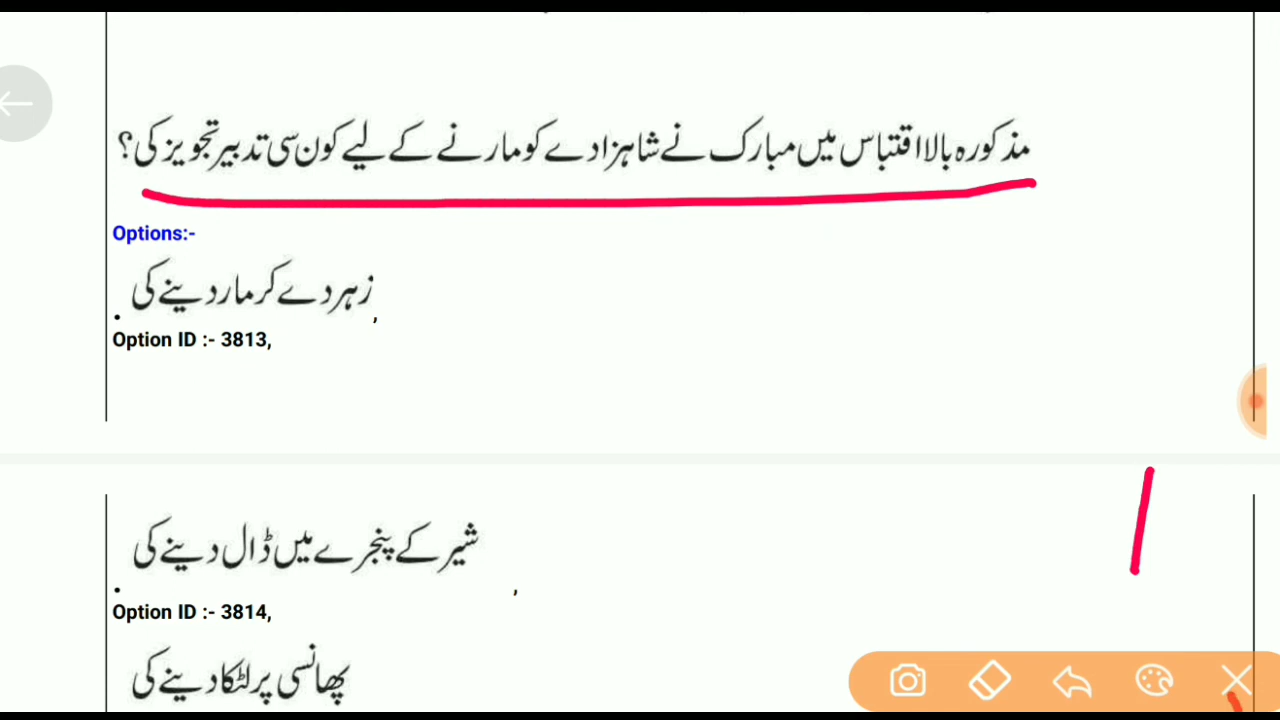 مذکورہ بالا اقتباس میں مبارک نے شاہزادے کو مارنے کے لیے کون سی تدبیر تجویز کی؟
Options:-
زہر دے کر مار دینے کی
. ,
Option ID :- 3813,
شیر کے پنجرے میں ڈال دینے کی
. ,
Option ID :- 3814,
پھانسی پر لٹکا دینے کی